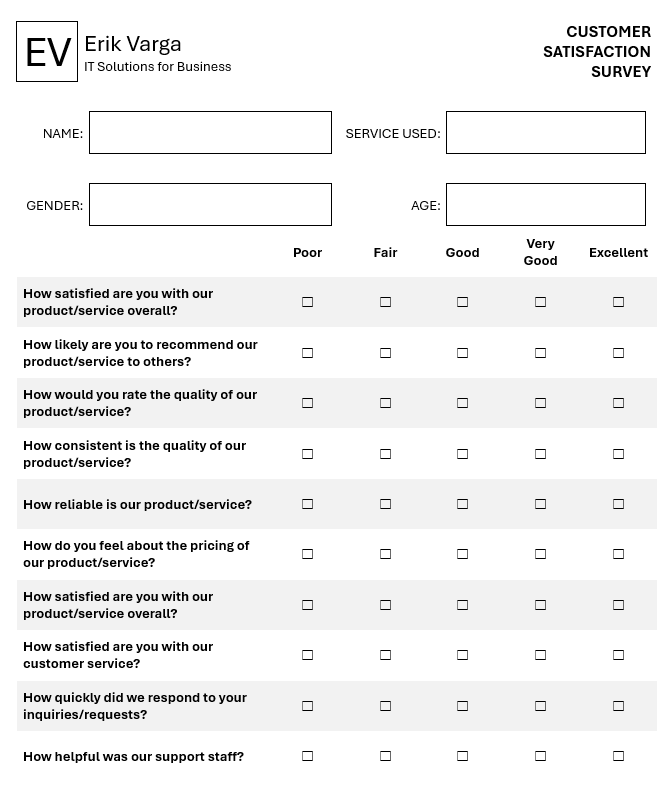 EV
Erik Varga
IT Solutions for Business
CUSTOMER
SATISFACTION
SURVEY
NAME:
SERVICE USED:
GENDER:
AGE:
Poor Fair Good Very Good Excellent
How satisfied are you with our
product/service overall?
☐ ☐ ☐ ☐ ☐
How likely are you to recommend our
product/service to others?
☐ ☐ ☐ ☐ ☐
How would you rate the quality of our
product/service?
☐ ☐ ☐ ☐ ☐
How consistent is the quality of our
product/service?
☐ ☐ ☐ ☐ ☐
How reliable is our product/service?
☐ ☐ ☐ ☐ ☐
How do you feel about the pricing of
our product/service?
☐ ☐ ☐ ☐ ☐
How satisfied are you with our
product/service overall?
☐ ☐ ☐ ☐ ☐
How satisfied are you with our
customer service?
☐ ☐ ☐ ☐ ☐
How quickly did we respond to your
inquiries/requests?
☐ ☐ ☐ ☐ ☐
How helpful was our support staff?
☐ ☐ ☐ ☐ ☐